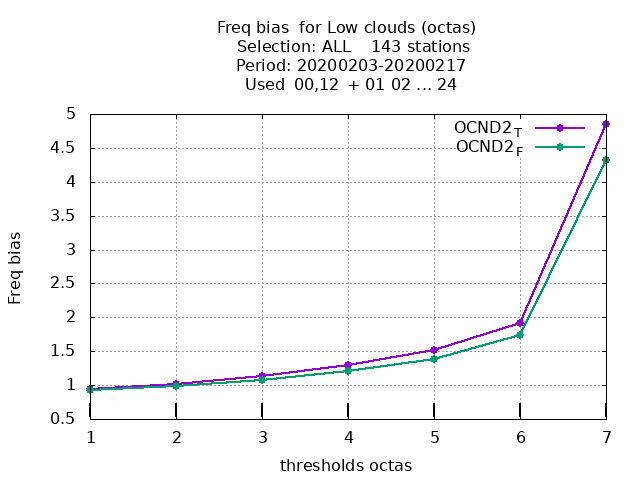 Freq bias  for Low clouds (octas)
Selection: ALL    143 stations
Period: 20200203-20200217
Used  00,12  + 01 02 ... 24
OCND2_T
OCND2_F
5
4.5
4
3.5
3
2.5
2
1.5
1
0.5
Freq bias
1 2 3 4 5 6 7
thresholds octas